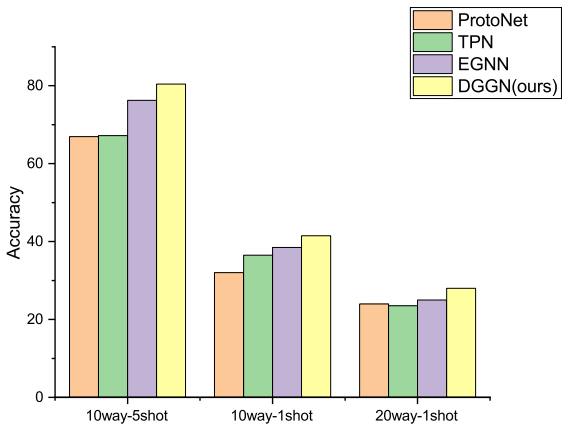 ProtoNet
TPN
EGNN
DGGN(ours)
Accuracy
80
60
40
20
0
10way-5shot
10way-1shot
20way-1shot